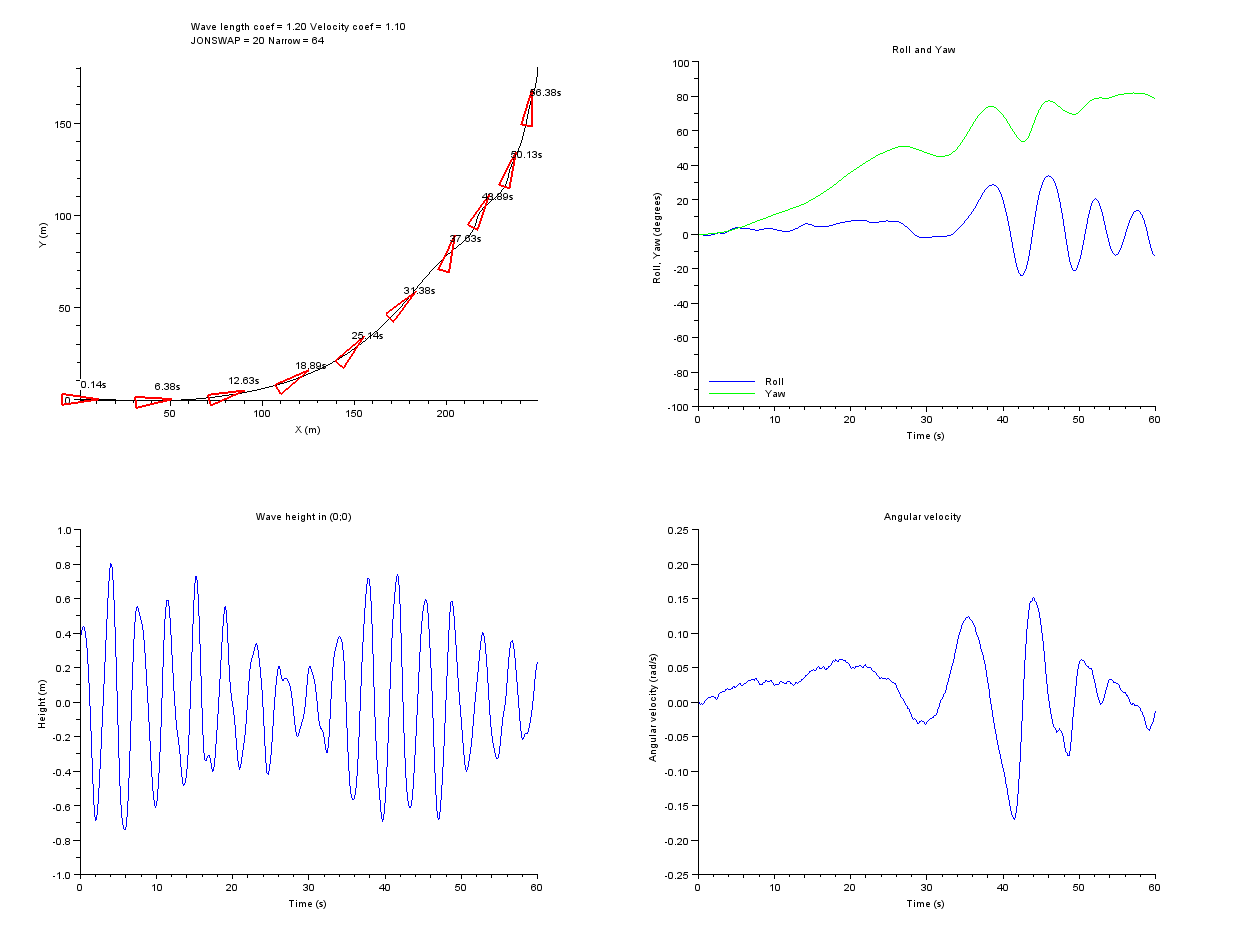 Wave length coef = 1.20 Velocity coef = 1.10
JONSWAP = 20 Narrow = 64
150
100
50
0
Y (m)
50
100
150
200
X (m)
0.14s
6.38s
12.63s
18.89s
25.14s
31.38s
37.63s
43.89s
50.13s
56.38s
Roll and Yaw
100
80
60
40
20
0
-20
-40
-60
-80
-100
Roll, Yaw (degrees)
Roll
Yaw
0
10
20
30
40
50
60
Time (s)
Wave height in (0;0)
1.0
0.8
0.6
0.4
0.2
0.0
-0.2
-0.4
-0.6
-0.8
-1.0
Height (m)
0
10
20
30
40
50
60
Time (s)
Angular velocity
0.25
0.20
0.15
0.10
0.05
0.00
-0.05
-0.10
-0.15
-0.20
-0.25
Angular velocity (rad/s)
0
10
20
30
40
50
60
Time (s)